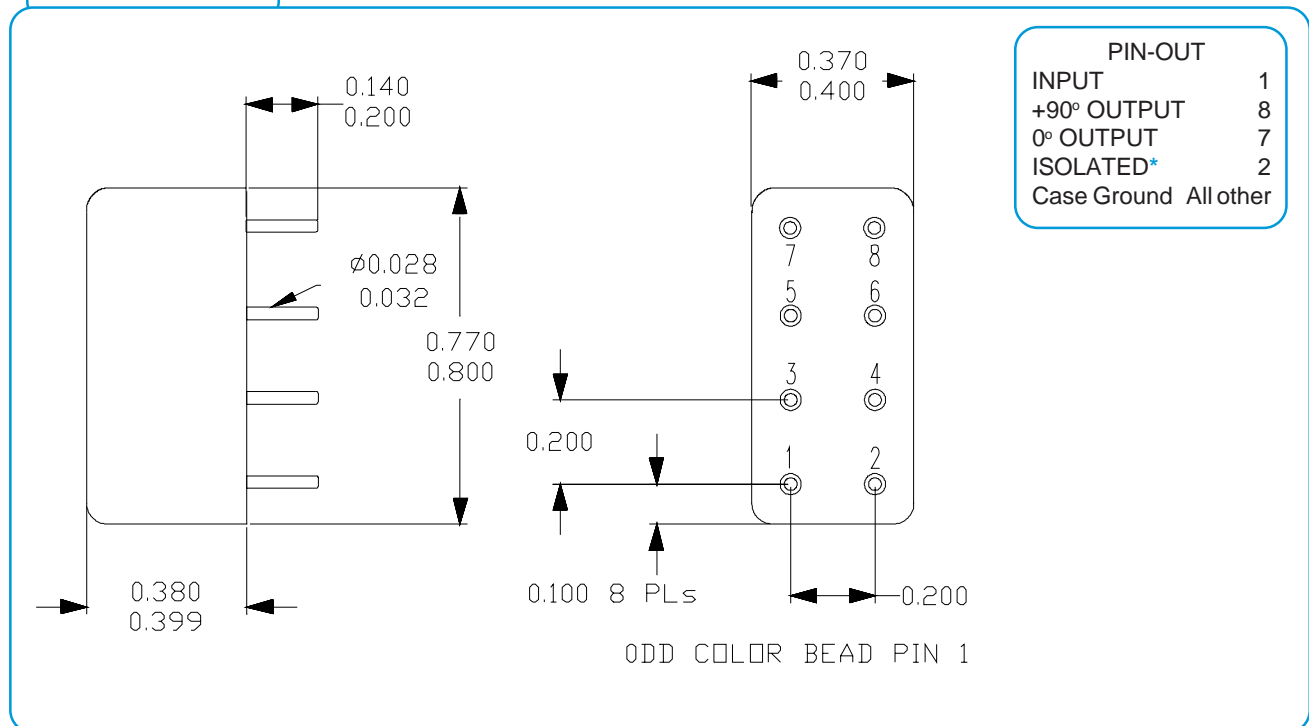 PIN-OUT
INPUT 1
+90° OUTPUT 8
0° OUTPUT 7
ISOLATED* 2
Case Ground All other
0.140
0.200
0.370
0.400
ø0.028
0.032
0.770
0.800
7 8
5 6
3 4
0.200
1 2
0.380
0.399
0.100 8 PLs
0.200
ODD COLOR BEAD PIN 1